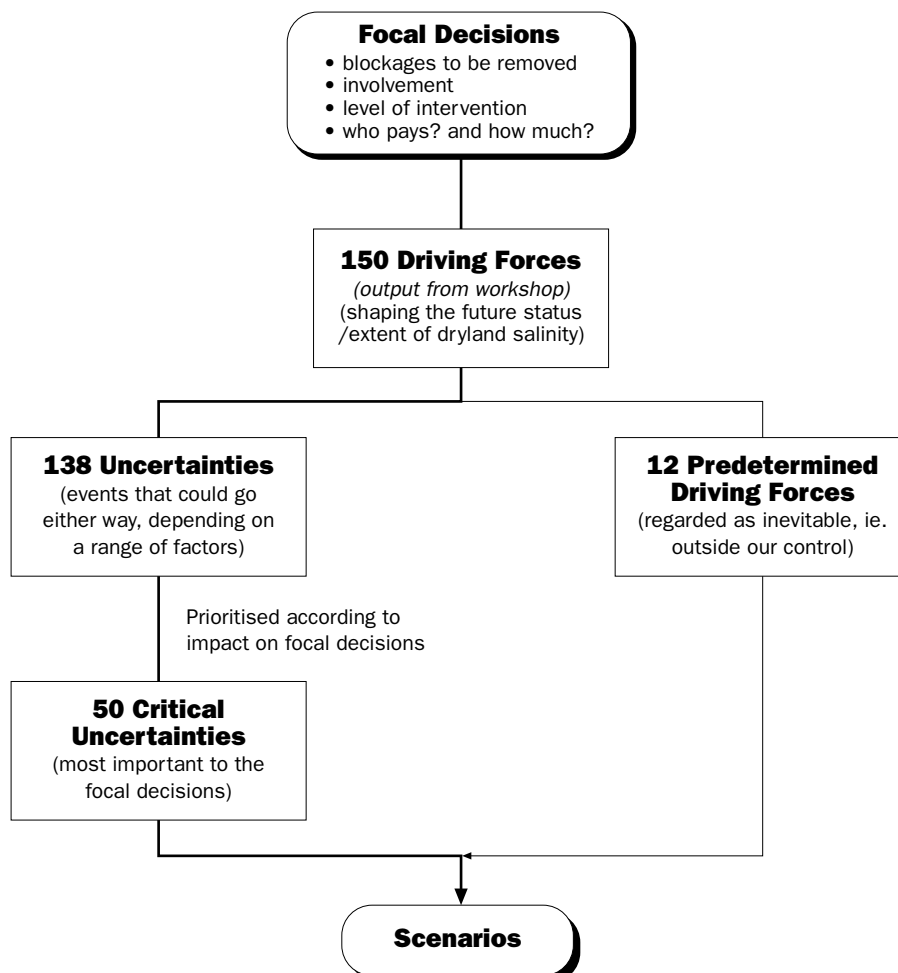 Focal Decisions
• blockages to be removed
• involvement
• level of intervention
• who pays? and how much?
150 Driving Forces
(output from workshop)
(shaping the future status
/extent of dryland salinity)
138 Uncertainties
(events that could go
either way, depending on
a range of factors)
12 Predetermined
Driving Forces
(regarded as inevitable, ie.
outside our control)
Prioritised according to
impact on focal decisions
50 Critical
Uncertainties
(most important to the
focal decisions)
Scenarios